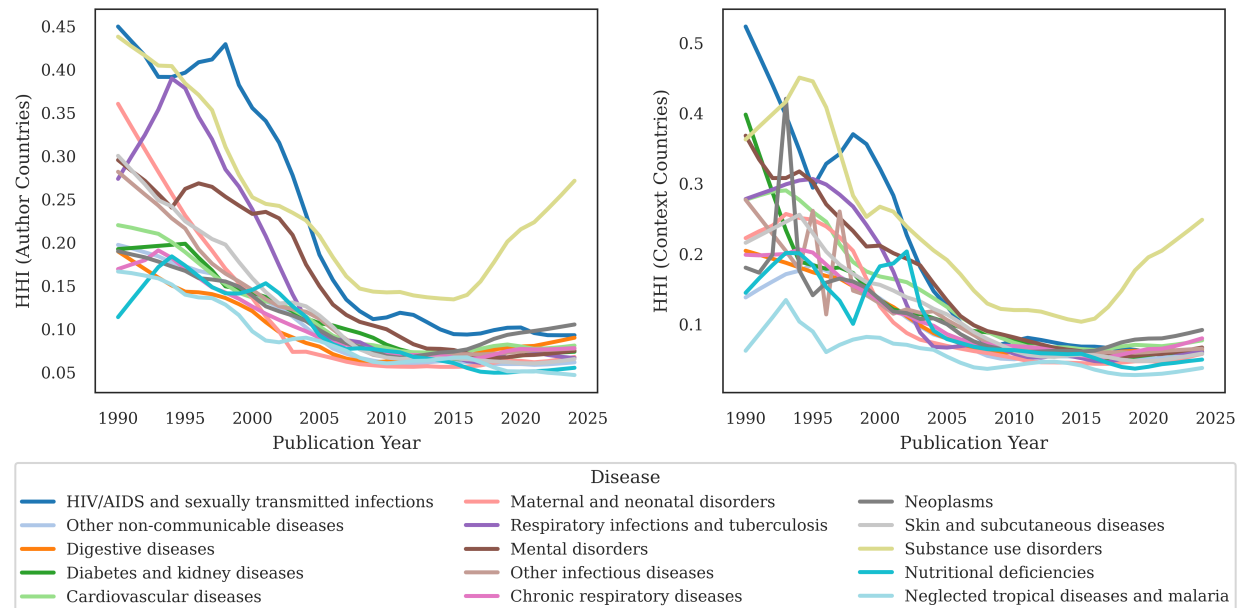 HHI (Author Countries)
0.45
0.40
0.35
0.30
0.25
0.20
0.15
0.10
0.05
1990 1995 2000 2005 2010 2015 2020 2025
Publication Year
HHI (Context Countries)
0.5
0.4
0.3
0.2
0.1
1990 1995 2000 2005 2010 2015 2020 2025
Publication Year
Disease
HIV/AIDS and sexually transmitted infections
Other non-communicable diseases
Digestive diseases
Diabetes and kidney diseases
Cardiovascular diseases
Maternal and neonatal disorders
Respiratory infections and tuberculosis
Mental disorders
Other infectious diseases
Chronic respiratory diseases
Neoplasms
Skin and subcutaneous diseases
Substance use disorders
Nutritional deficiencies
Neglected tropical diseases and malaria